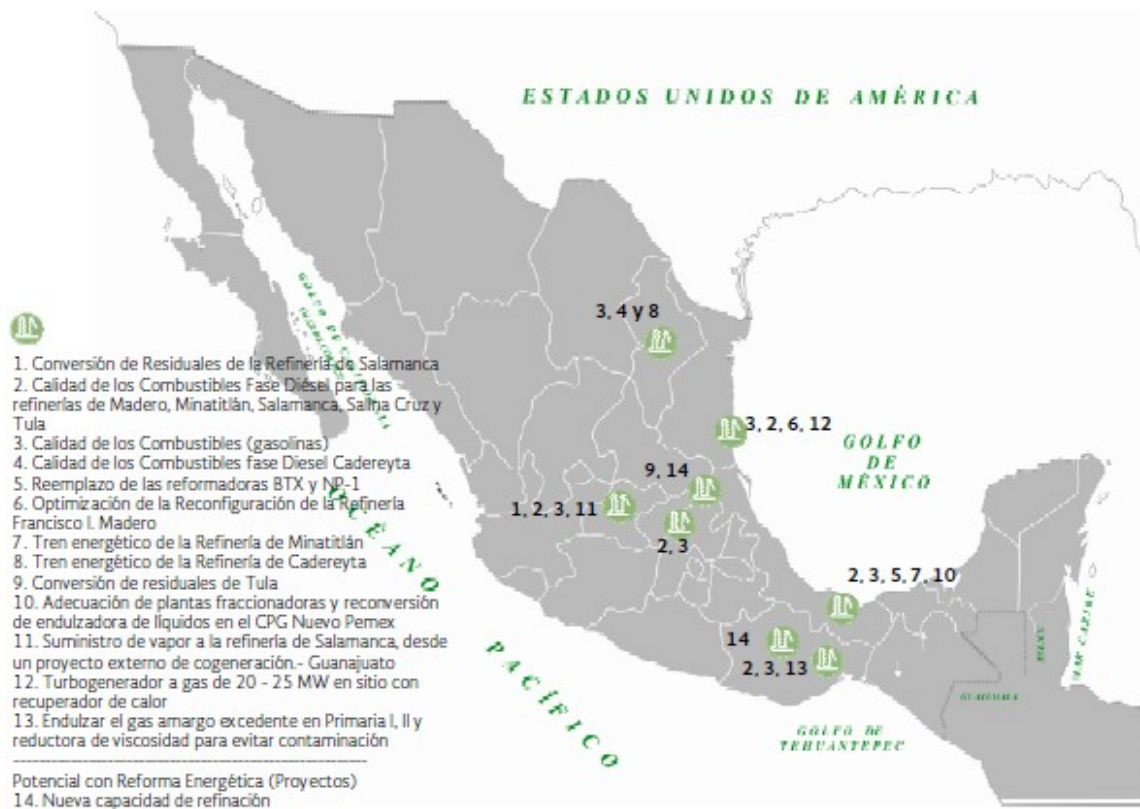 ESTADOS UNIDOS DE AMÉRICA
3, 4 y 8
3, 2, 6, 12
GOLFO
DE
MÉXICO
9, 14
1, 2, 3, 11
2, 3
2, 3, 5, 7, 10
14
2, 3, 13
GOLFO DE
TEHUANTEPEC
GUATEMALA
MAR CARIBE
OCÉANO
PACÍFICO
GOLFO DE CALIFORNIA
1. Conversión de Residuales de la Refinería de Salamanca
2. Calidad de los Combustibles Fase Diésel para las
refinerías de Madero, Minatitlán, Salamanca, Salina Cruz y
Tula
3. Calidad de los Combustibles (gasolinas)
4. Calidad de los Combustibles fase Diesel Cadereyta
5. Reemplazo de las reformadoras BTX y NP-1
6. Optimización de la Reconfiguración de la Refinería
Francisco I. Madero
7. Tren energético de la Refinería de Minatitlán
8. Tren energético de la Refinería de Cadereyta
9. Conversión de residuales de Tula
10. Adecuación de plantas fraccionadoras y reconversión
de endulzadora de líquidos en el CPG Nuevo Pemex
11. Suministro de vapor a la refinería de Salamanca, desde
un proyecto externo de cogeneración.- Guanajuato
12. Turbogenerador a gas de 20 - 25 MW en sitio con
recuperador de calor
13. Endulzar el gas amargo excedente en Primaria I, II y
reductora de viscosidad para evitar contaminación
Potencial con Reforma Energética (Proyectos)
14. Nueva capacidad de refinación